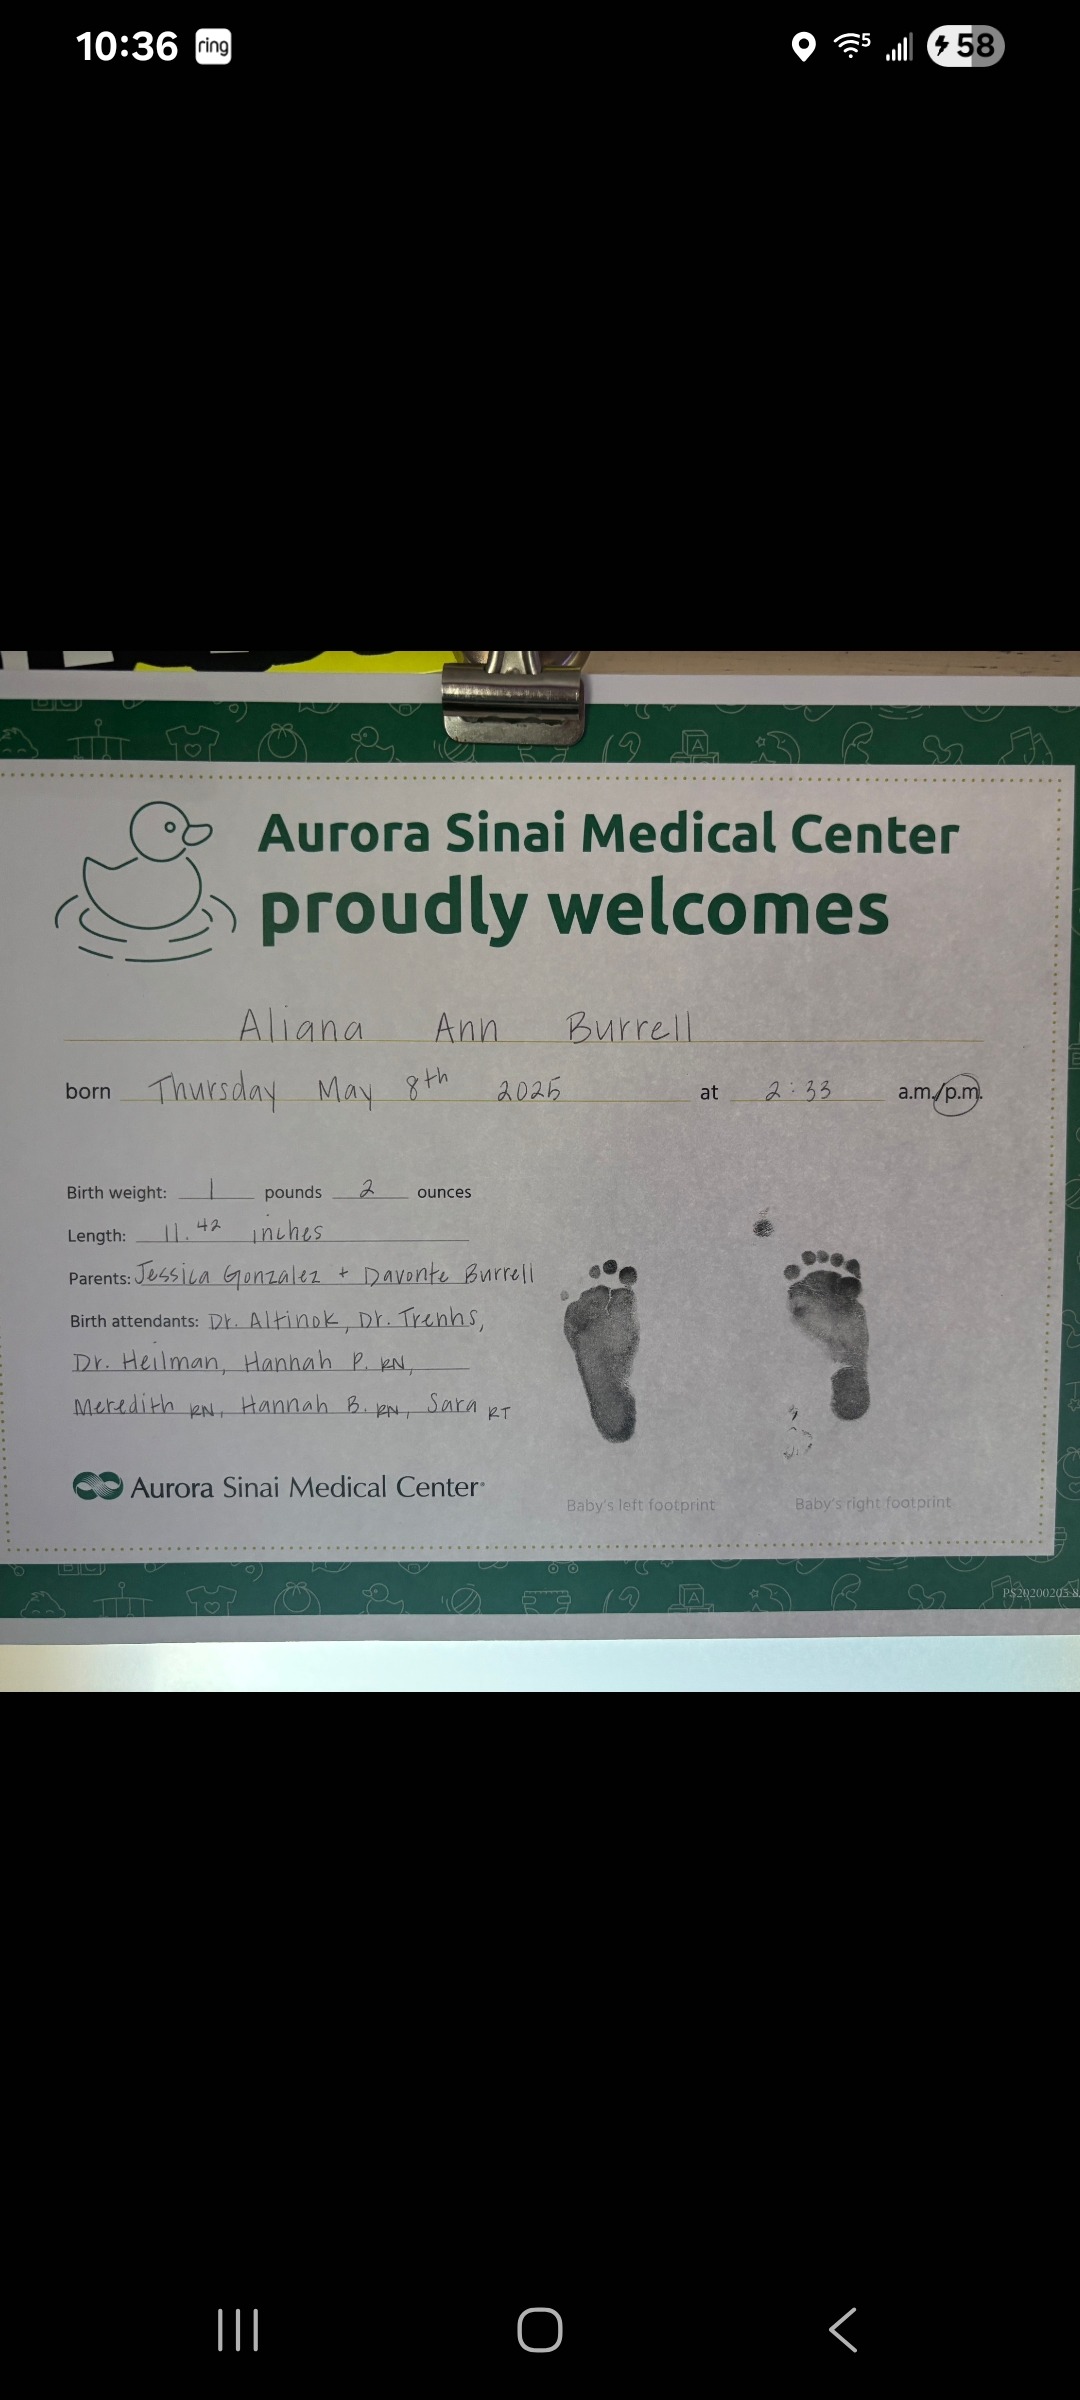 10:36 ring 5 58
Aurora Sinai Medical Center
proudly welcomes
Aliana Ann Burrell
born Thursday May 8th 2025 at 2:33 a.m./p.m.
Birth weight: 1 pounds 2 ounces
Length: 11.42 inches
Parents: Jessica Gonzalez + Davonte Burrell
Birth attendants: Dr. Altinok, Dr. Trenhs,
Dr. Heilman, Hannah P. RN,
Meredith RN, Hannah B. RN, Sara RT
Aurora Sinai Medical Center
Baby's left footprint Baby's right footprint